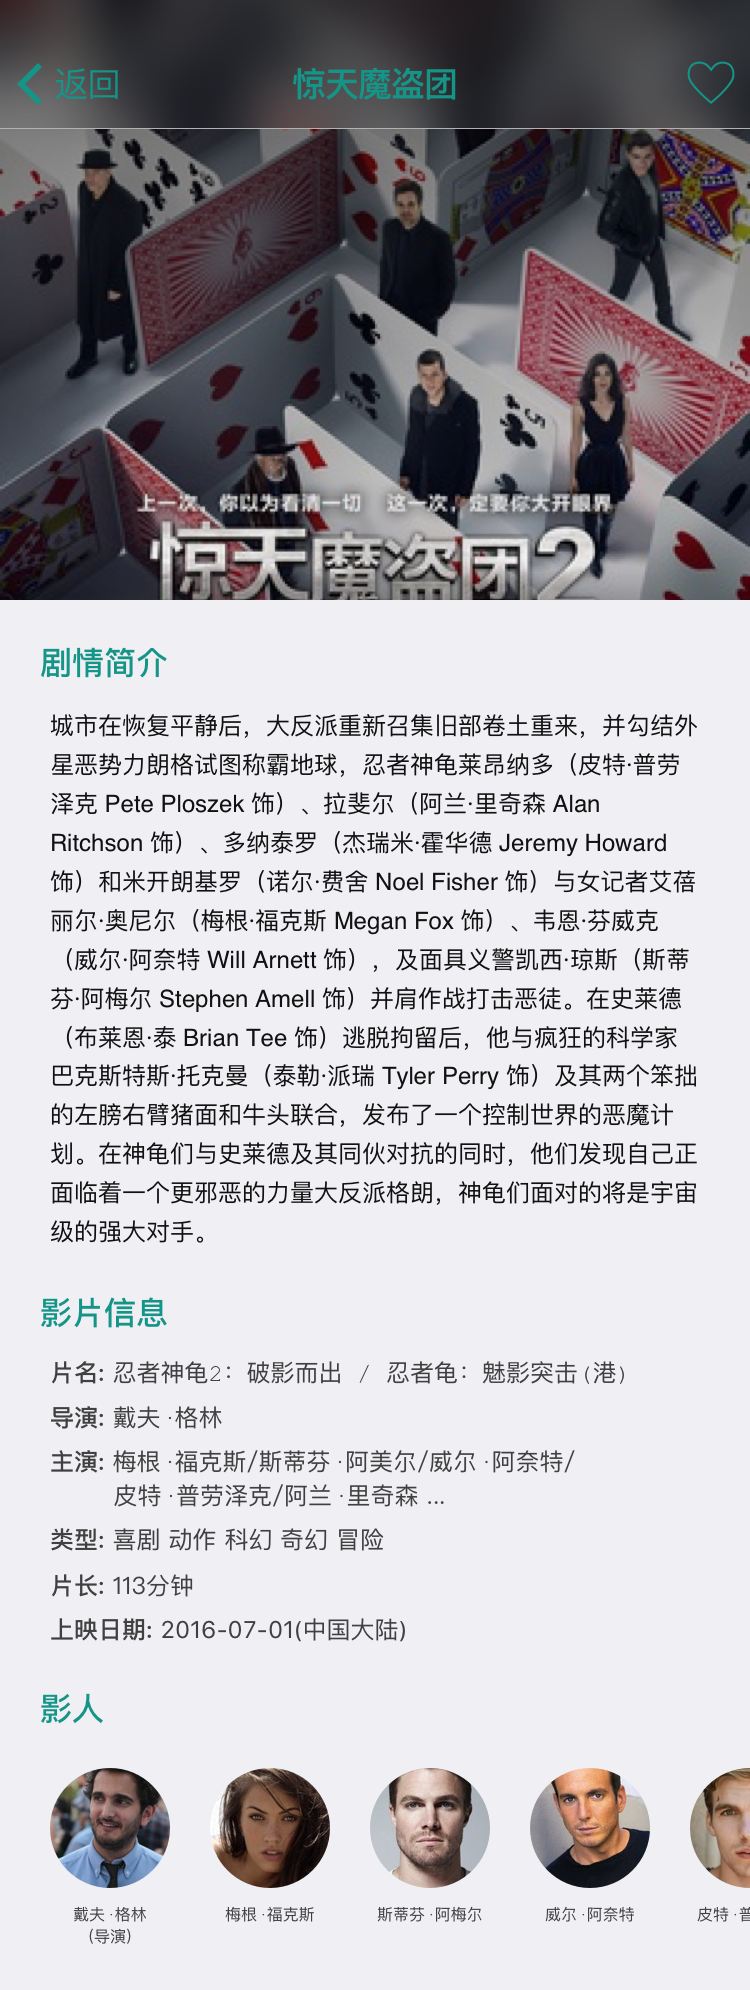 返回
惊天魔盗团
上一次，你以为看清一切 这一次，定要你大开眼界
惊天魔盗团2
剧情简介
城市在恢复平静后，大反派重新召集旧部卷土重来，并勾结外
星恶势力朗格试图称霸地球，忍者神龟莱昂纳多（皮特·普劳
泽克 Pete Ploszek 饰）、拉斐尔（阿兰·里奇森 Alan
Ritchson 饰）、多纳泰罗（杰瑞米·霍华德 Jeremy Howard
饰）和米开朗基罗（诺尔·费舍 Noel Fisher 饰）与女记者艾蓓
丽尔·奥尼尔（梅根·福克斯 Megan Fox 饰）、韦恩·芬威克
（威尔·阿奈特 Will Arnett 饰），及面具义警凯西·琼斯（斯蒂
芬·阿梅尔 Stephen Amell 饰）并肩作战打击恶徒。在史莱德
（布莱恩·泰 Brian Tee 饰）逃脱拘留后，他与疯狂的科学家
巴克斯特斯·托克曼（泰勒·派瑞 Tyler Perry 饰）及其两个笨拙
的左膀右臂猪面和牛头联合，发布了一个控制世界的恶魔计
划。在神龟们与史莱德及其同伙对抗的同时，他们发现自己正
面临着一个更邪恶的力量大反派格朗，神龟们面对的将是宇宙
级的强大对手。
影片信息
片名: 忍者神龟2：破影而出 / 忍者龟：魅影突击 (港)
导演: 戴夫 ·格林
主演: 梅根 ·福克斯/斯蒂芬 ·阿美尔/威尔 ·阿奈特/
皮特 ·普劳泽克/阿兰 ·里奇森 ...
类型: 喜剧 动作 科幻 奇幻 冒险
片长: 113分钟
上映日期: 2016-07-01(中国大陆)
影人
戴夫 ·格林
(导演)
梅根 ·福克斯
斯蒂芬 ·阿梅尔
威尔 ·阿奈特
皮特 ·普